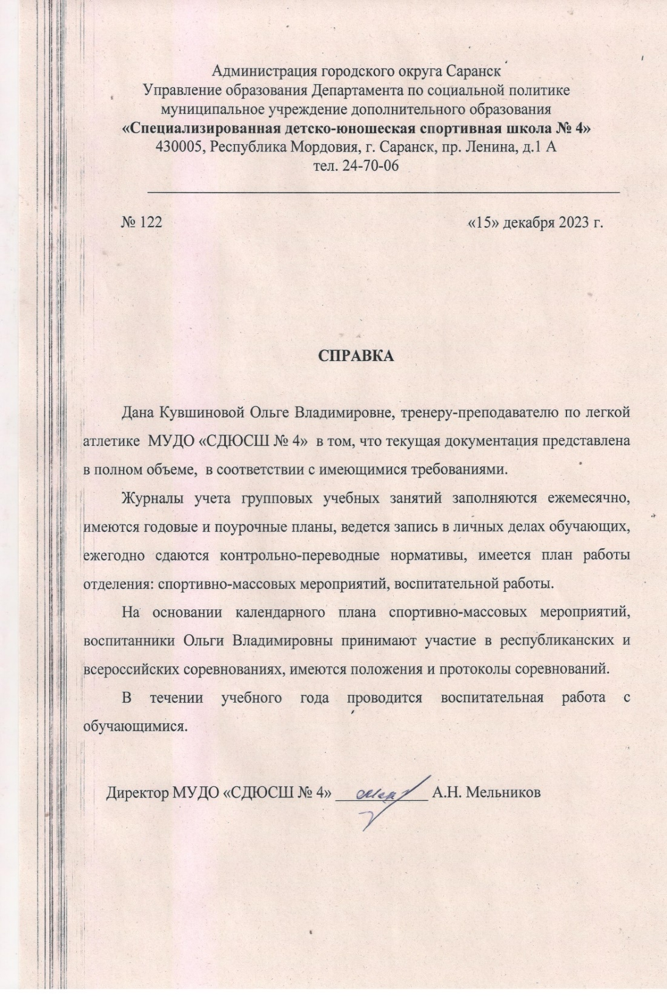 Администрация городского округа Саранск
Управление образования Департамента по социальной политике
муниципальное учреждение дополнительного образования
«Специализированная детско-юношеская спортивная школа № 4»
430005, Республика Мордовия, г. Саранск, пр. Ленина, д.1 А
тел. 24-70-06
№ 122 «15» декабря 2023 г.
СПРАВКА
Дана Кувшиновой Ольге Владимировне, тренеру-преподавателю по легкой
атлетике МУДО «СДЮСШ № 4» в том, что текущая документация представлена
в полном объеме, в соответствии с имеющимися требованиями.
Журналы учета групповых учебных занятий заполняются ежемесячно,
имеются годовые и поурочные планы, ведется запись в личных делах обучающих,
ежегодно сдаются контрольно-переводные нормативы, имеется план работы
отделения: спортивно-массовых мероприятий, воспитательной работы.
На основании календарного плана спортивно-массовых мероприятий,
воспитанники Ольги Владимировны принимают участие в республиканских и
всероссийских соревнованиях, имеются положения и протоколы соревнований.
В течении учебного года проводится воспитательная работа с
обучающимися.
Директор МУДО «СДЮСШ № 4» ____________ А.Н. Мельников